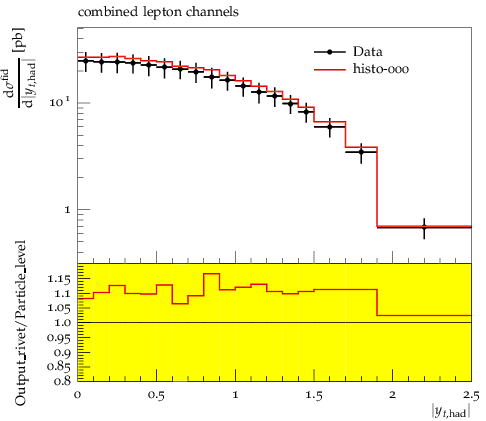 combined lepton channels
dσ^fid / d|y_t,had| [pb]
Data
histo-000
10^1
1
Output_rivet/Particle_level
1.15
1.1
1.05
1.0
0.95
0.9
0.85
0.8
0 0.5 1 1.5 2 2.5
|y_t,had|